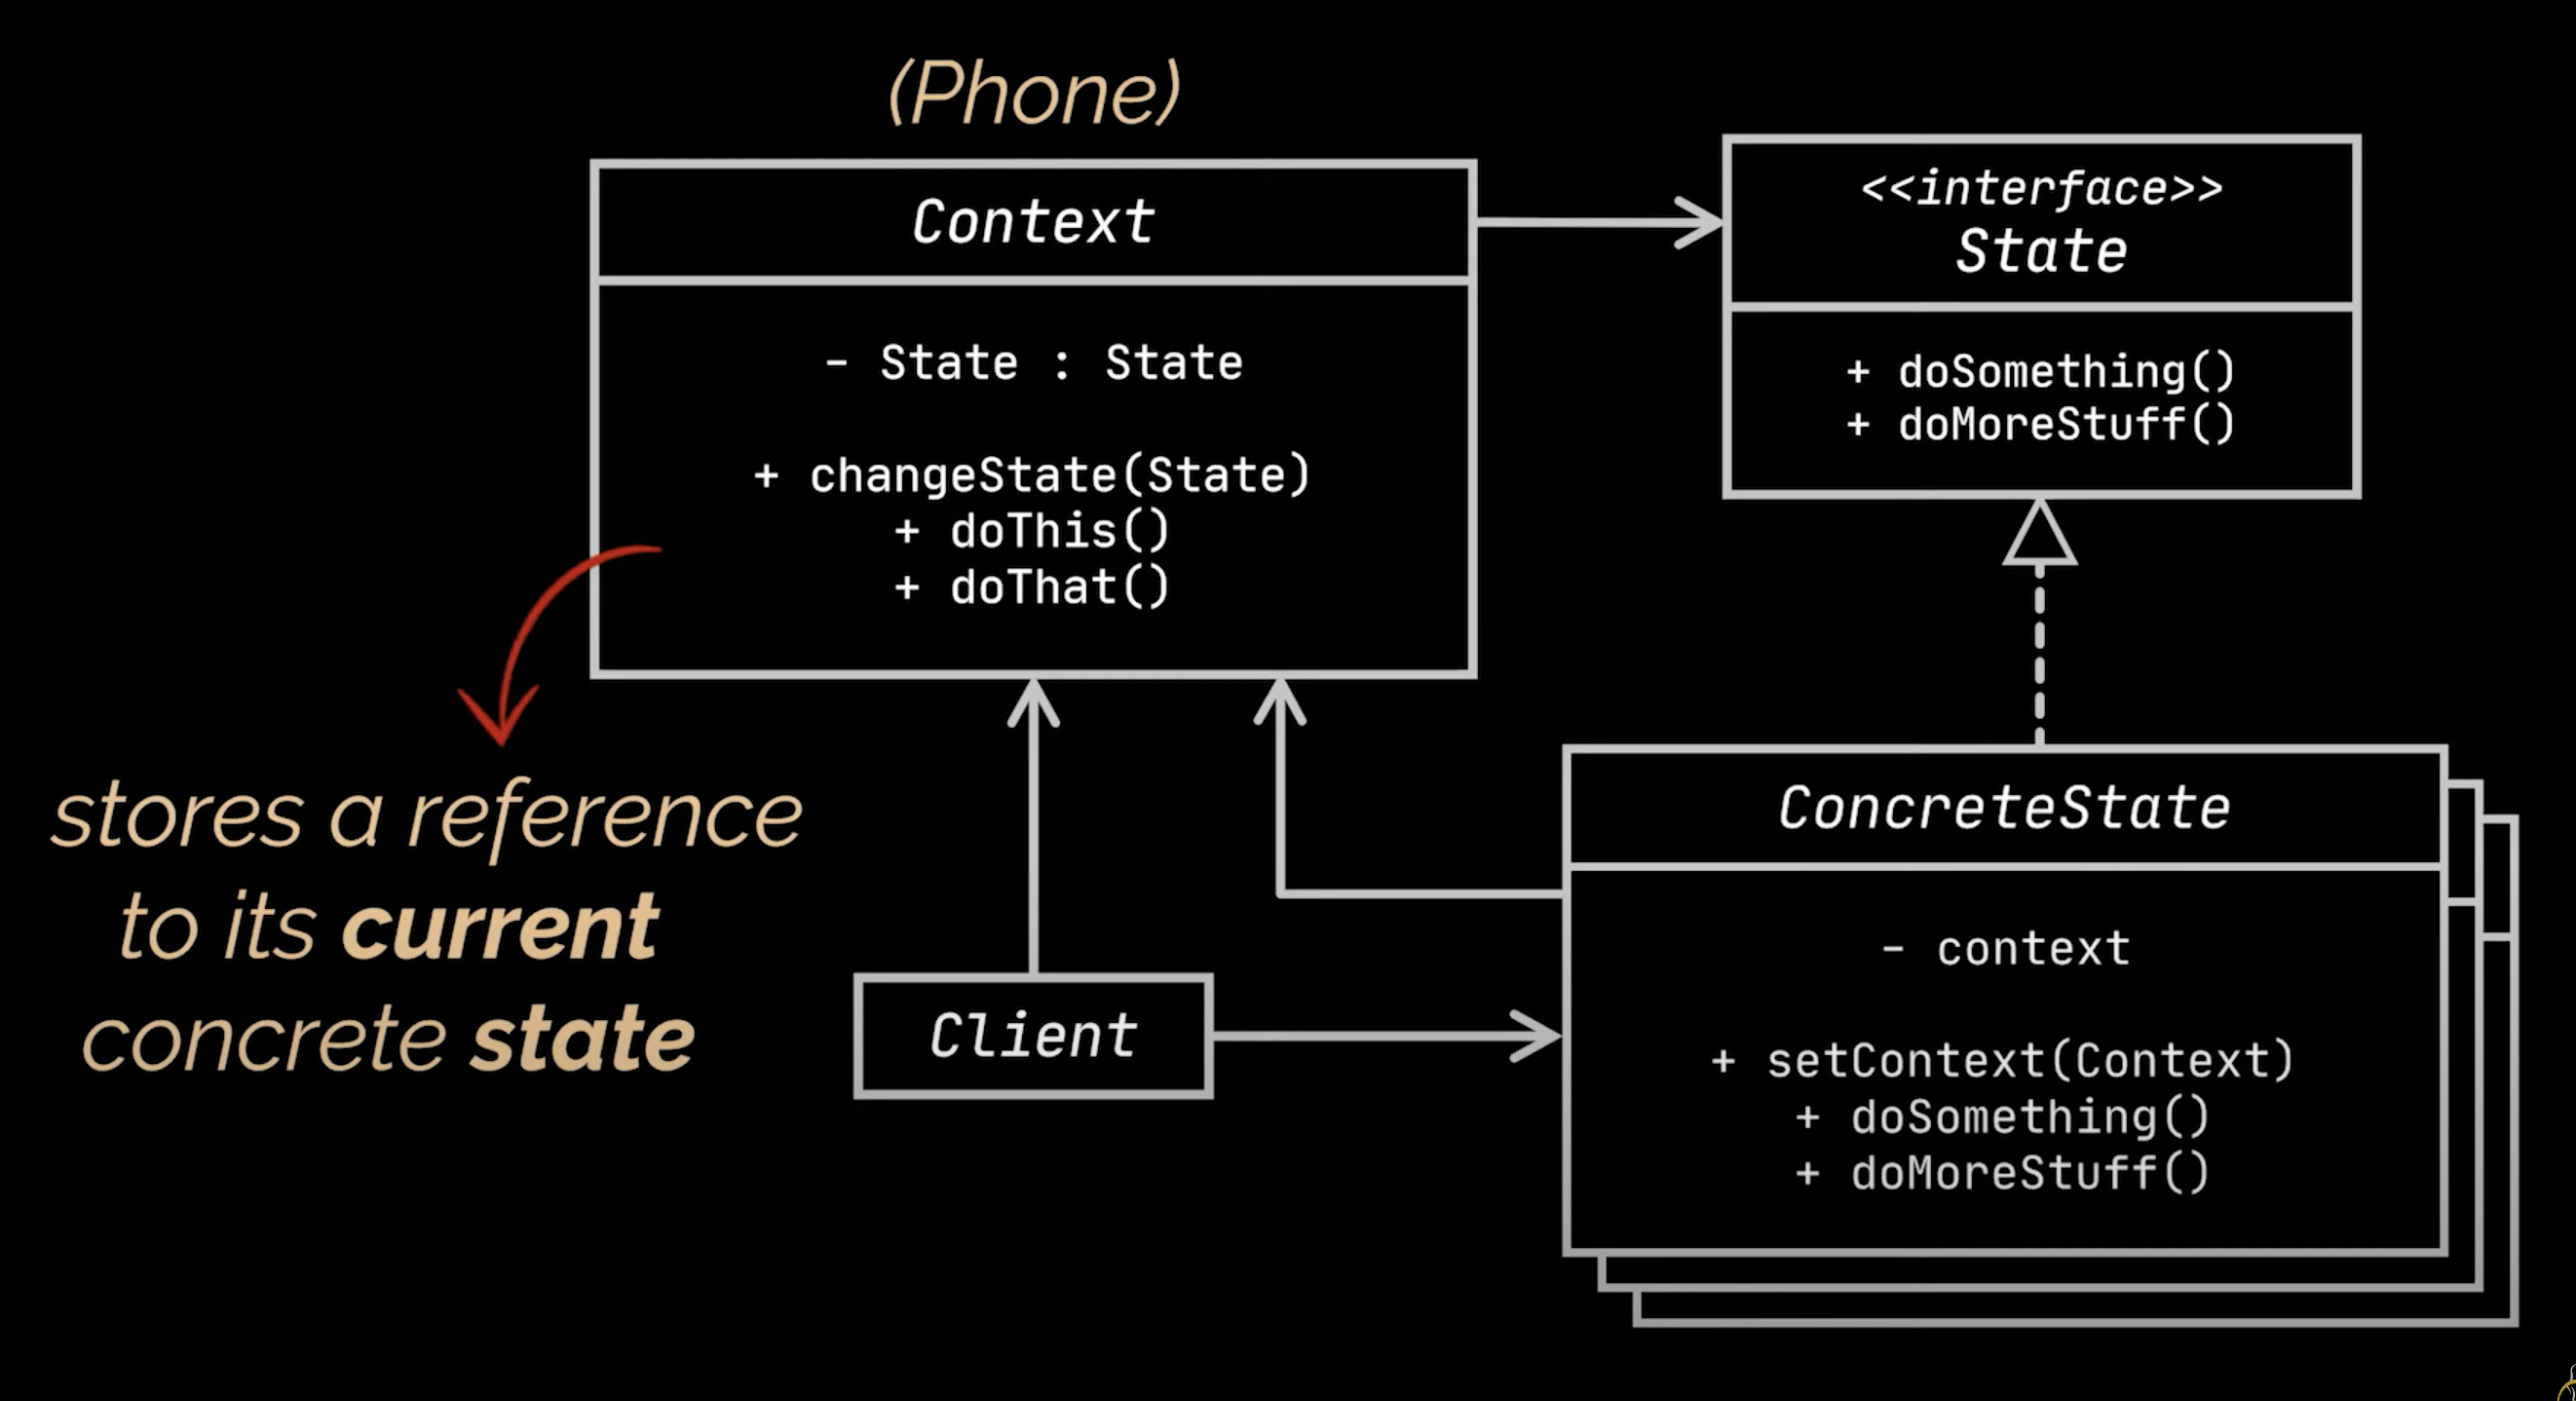 (Phone)
Context
- State : State
+ changeState(State)
+ doThis()
+ doThat()
<<interface>>
State
+ doSomething()
+ doMoreStuff()
stores a reference
to its current
concrete state
Client
ConcreteState
- context
+ setContext(Context)
+ doSomething()
+ doMoreStuff()